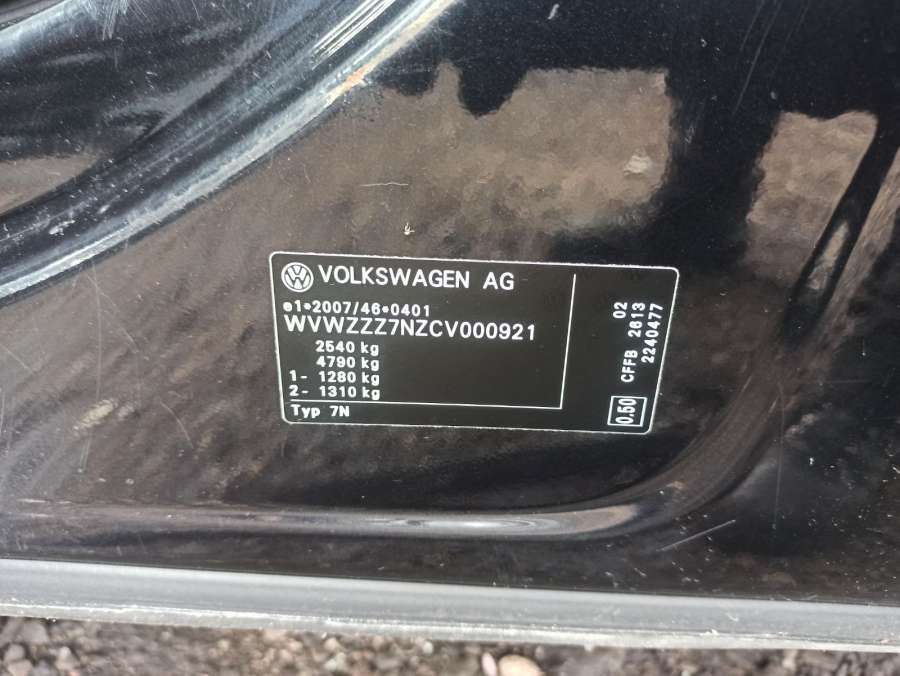 VOLKSWAGEN AG
e1*2007/46*0401
WVWZZZ7NZCV000921
2540 kg
4790 kg
1- 1280 kg
2- 1310 kg
Typ 7N
02
CFFB 2613
2240477
0.50